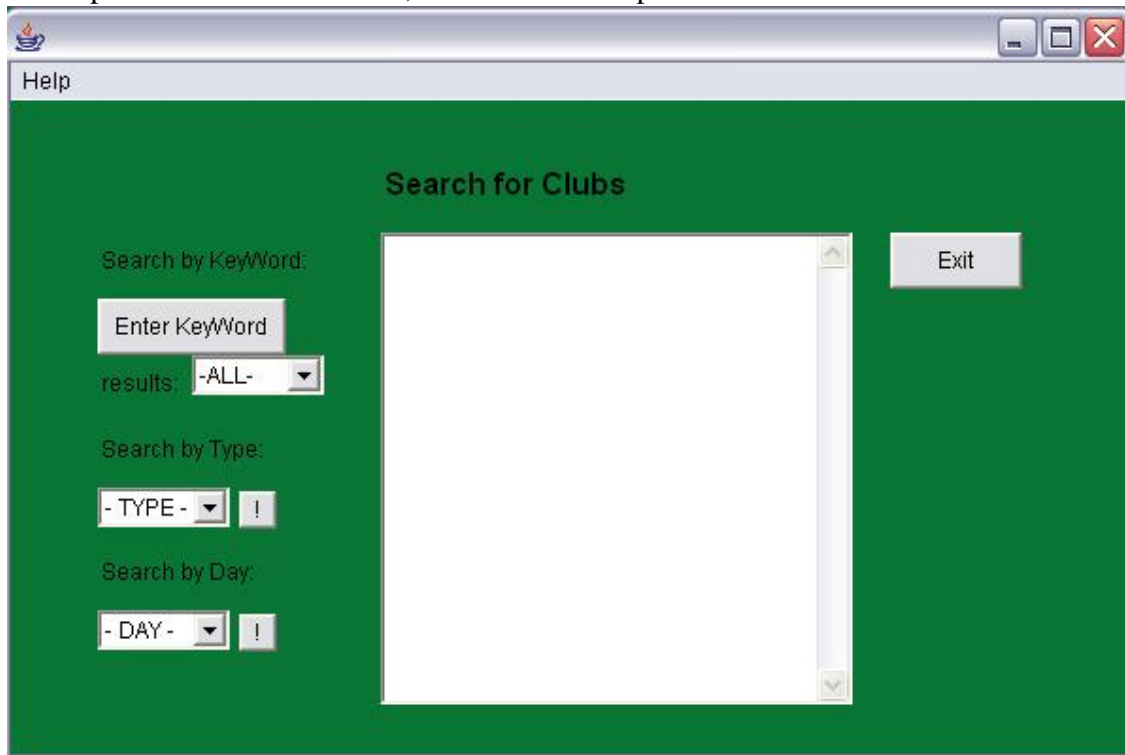 Help
Search for Clubs
Search by KeyWord:
Exit
Enter KeyWord
results: -ALL-
Search by Type:
- TYPE - !
Search by Day:
- DAY - !